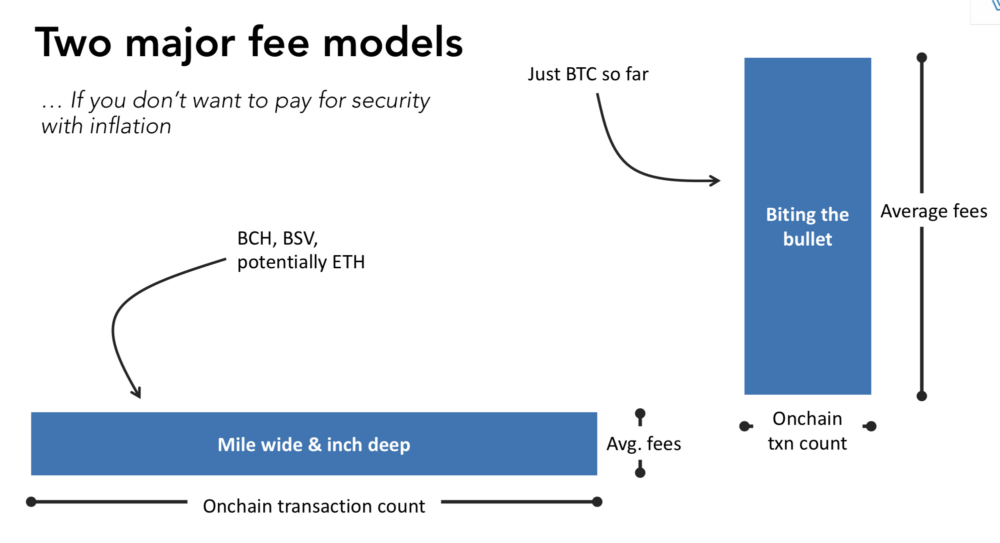 Two major fee models
… If you don’t want to pay for security
with inflation
Just BTC so far
Biting the
bullet
Average fees
BCH, BSV,
potentially ETH
Onchain
txn count
Mile wide & inch deep
Avg. fees
Onchain transaction count